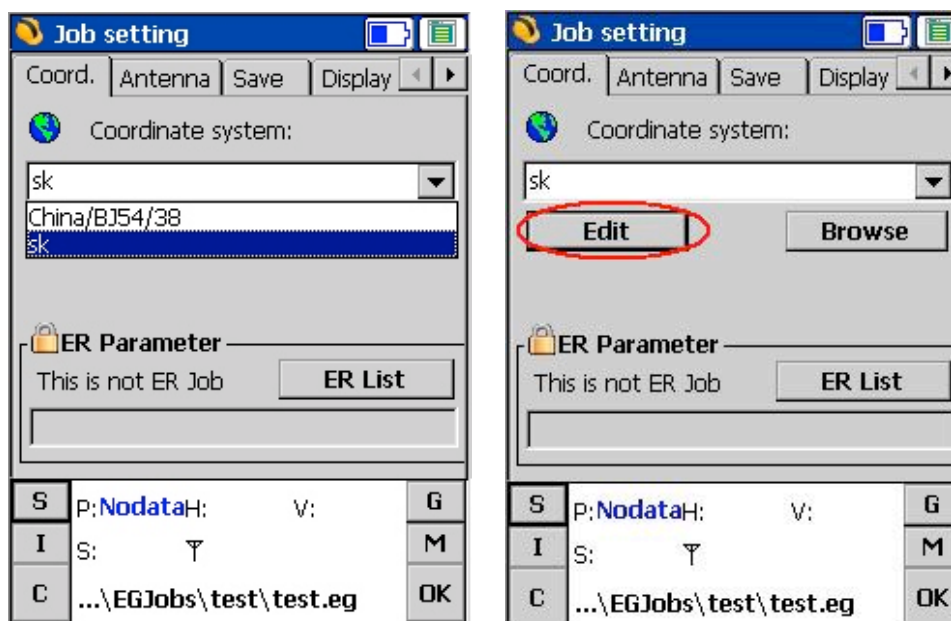 Job setting
Coord. Antenna Save Display
Coordinate system:
sk
China/BJ54/38
sk
ER Parameter
This is not ER Job ER List
S P:NodataH: V: G
I S: M
C ...\EGJobs\test\test.eg OK
Job setting
Coord. Antenna Save Display
Coordinate system:
sk
Edit Browse
ER Parameter
This is not ER Job ER List
S P:NodataH: V: G
I S: M
C ...\EGJobs\test\test.eg OK